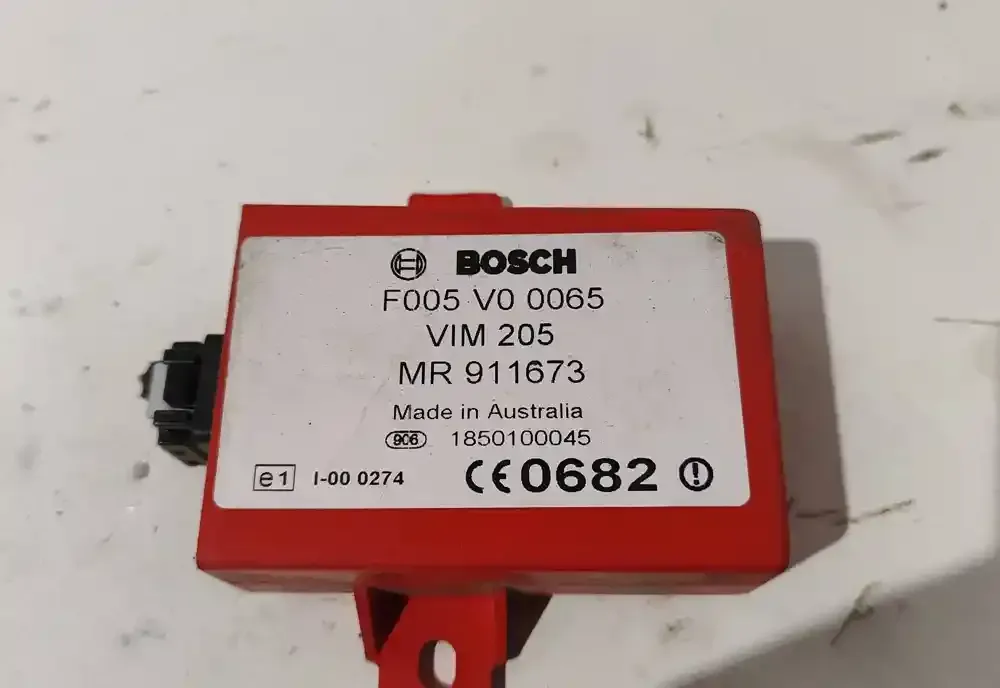 BOSCH
F005 V0 0065
VIM 205
MR 911673
Made in Australia
906 1850100045
e1 I-00 0274 CE0682 !